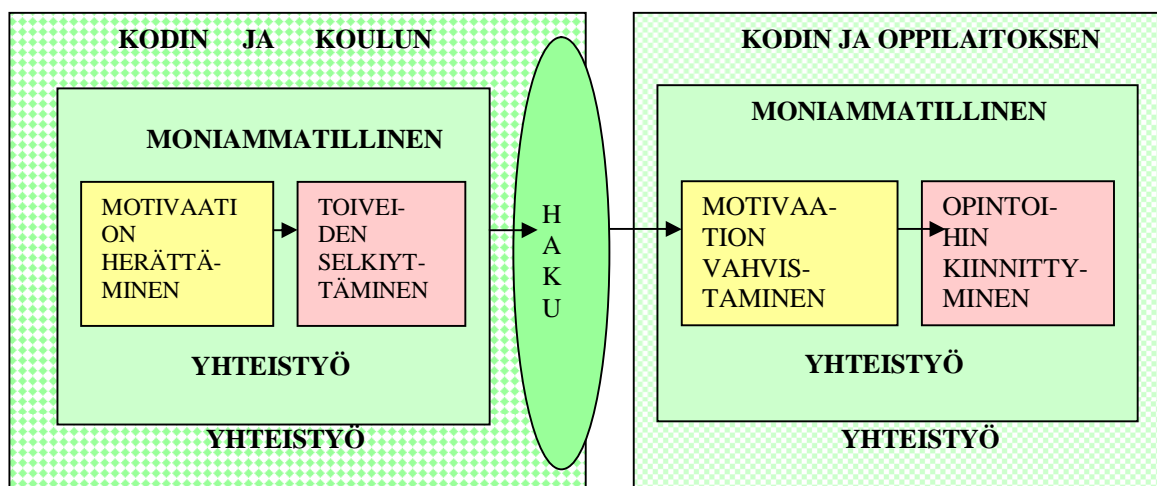 KODIN JA KOULUN
MONIAMMATILLINEN
MOTIVAATI
ON
HERÄTTÄ-
MINEN
TOIVEI-
DEN
SELKIYT-
TÄMINEN
YHTEISTYÖ
YHTEISTYÖ
H
A
K
U
KODIN JA OPPILAITOKSEN
MONIAMMATILLINEN
MOTIVAA-
TION
VAHVIS-
TAMINEN
OPINTOI-
HIN
KIINNITTY-
MINEN
YHTEISTYÖ
YHTEISTYÖ